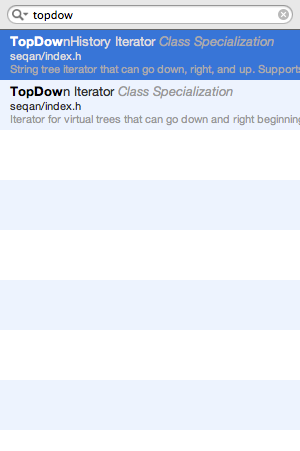 topdow
TopDownHistory Iterator Class Specialization
seqan/index.h
String tree iterator that can go down, right, and up. Supports
TopDown Iterator Class Specialization
seqan/index.h
Iterator for virtual trees that can go down and right beginning